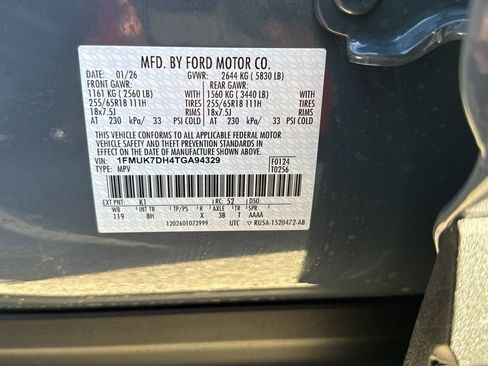 MFD. BY FORD MOTOR CO.
DATE: 01/26 GVWR: 2644 KG ( 5830 LB)
FRONT GAWR: REAR GAWR:
1161 KG ( 2560 LB) WITH 1560 KG ( 3440 LB) WITH
255/65R18 111H TIRES 255/65R18 111H TIRES
18x7.5J RIMS 18x7.5J RIMS
AT 230 kPa/ 33 PSI COLD AT 230 kPa/ 33 PSI COLD
THIS VEHICLE CONFORMS TO ALL APPLICABLE FEDERAL MOTOR
VEHICLE SAFETY AND BUMPER STANDARDS IN EFFECT ON THE
DATE OF MANUFACTURE SHOWN ABOVE.
VIN: 1FMUK7DH4TGA94329 F0124
TYPE: MPV T0256
EXT PNT: K1 RC: 52 DSO:
WB INT TR TP/PS R AXLE TR SPR
119 8H X 3B T AAAA
1202601073999 UTC ▽ RU5A-1520472-AB